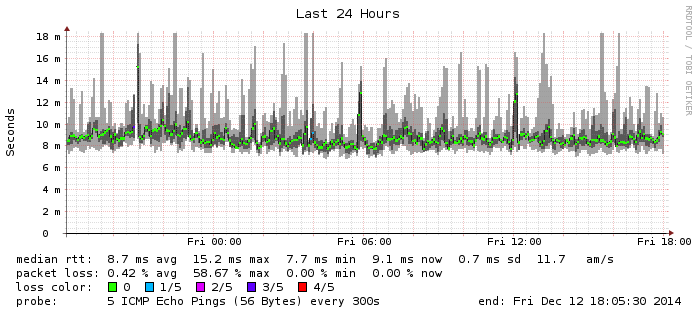 Last 24 Hours
RRDTOOL / TOBI OETIKER
Seconds
18 m
16 m
14 m
12 m
10 m
8 m
6 m
4 m
2 m
0
Fri 00:00 Fri 06:00 Fri 12:00 Fri 18:00
median rtt: 8.7 ms avg 15.2 ms max 7.7 ms min 9.1 ms now 0.7 ms sd 11.7 am/s
packet loss: 0.42 % avg 58.67 % max 0.00 % min 0.00 % now
loss color: 0 1/5 2/5 3/5 4/5
probe: 5 ICMP Echo Pings (56 Bytes) every 300s end: Fri Dec 12 18:05:30 2014